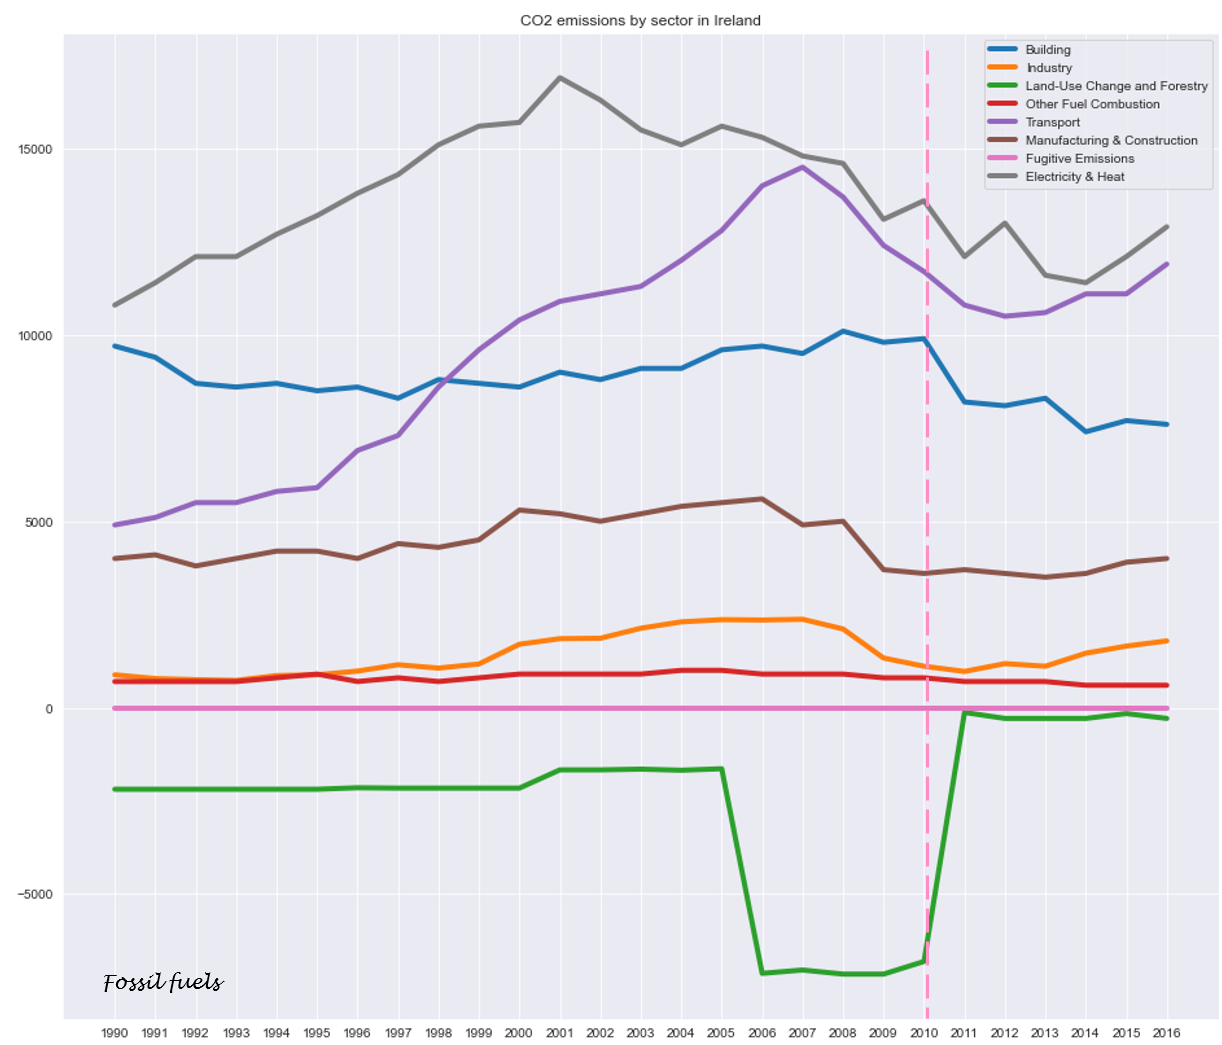 CO2 emissions by sector in Ireland
Building
Industry
Land-Use Change and Forestry
Other Fuel Combustion
Transport
Manufacturing & Construction
Fugitive Emissions
Electricity & Heat
15000
10000
5000
0
−5000
Fossil fuels
1990 1991 1992 1993 1994 1995 1996 1997 1998 1999 2000 2001 2002 2003 2004 2005 2006 2007 2008 2009 2010 2011 2012 2013 2014 2015 2016